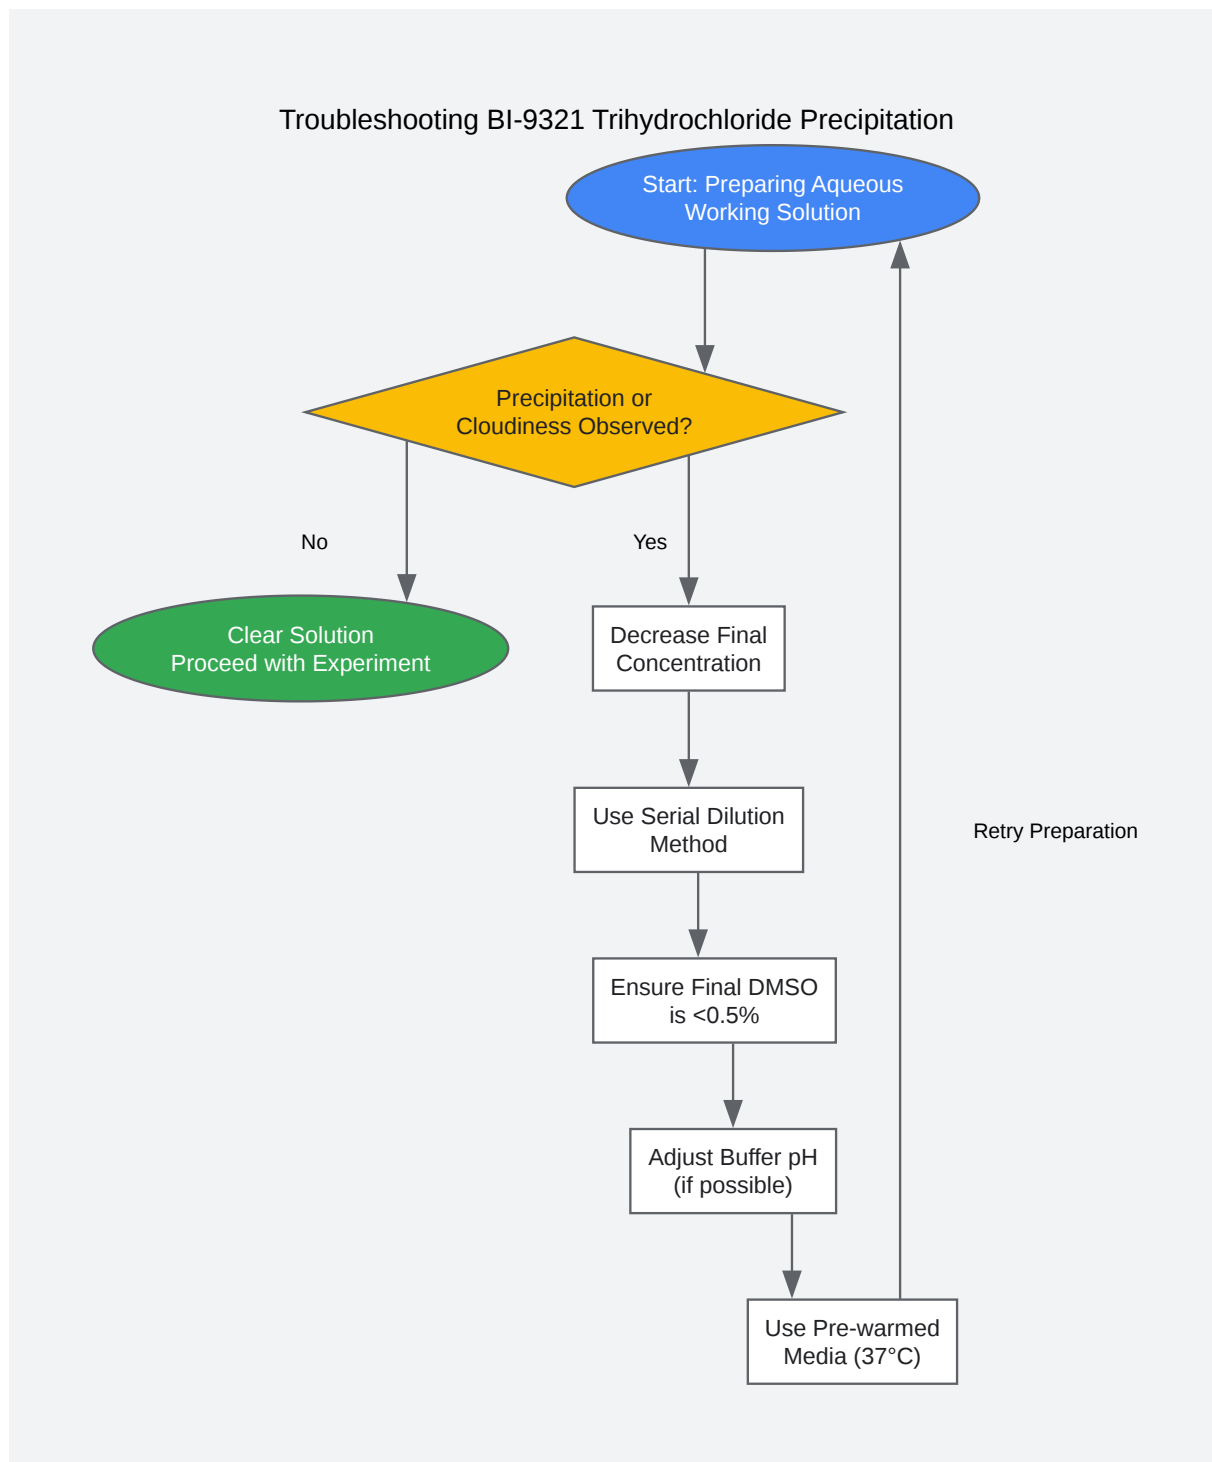 Troubleshooting BI-9321 Trihydrochloride Precipitation
Start: Preparing Aqueous
Working Solution
Precipitation or
Cloudiness Observed?
No
Yes
Clear Solution
Proceed with Experiment
Decrease Final
Concentration
Use Serial Dilution
Method
Retry Preparation
Ensure Final DMSO
is <0.5%
Adjust Buffer pH
(if possible)
Use Pre-warmed
Media (37°C)